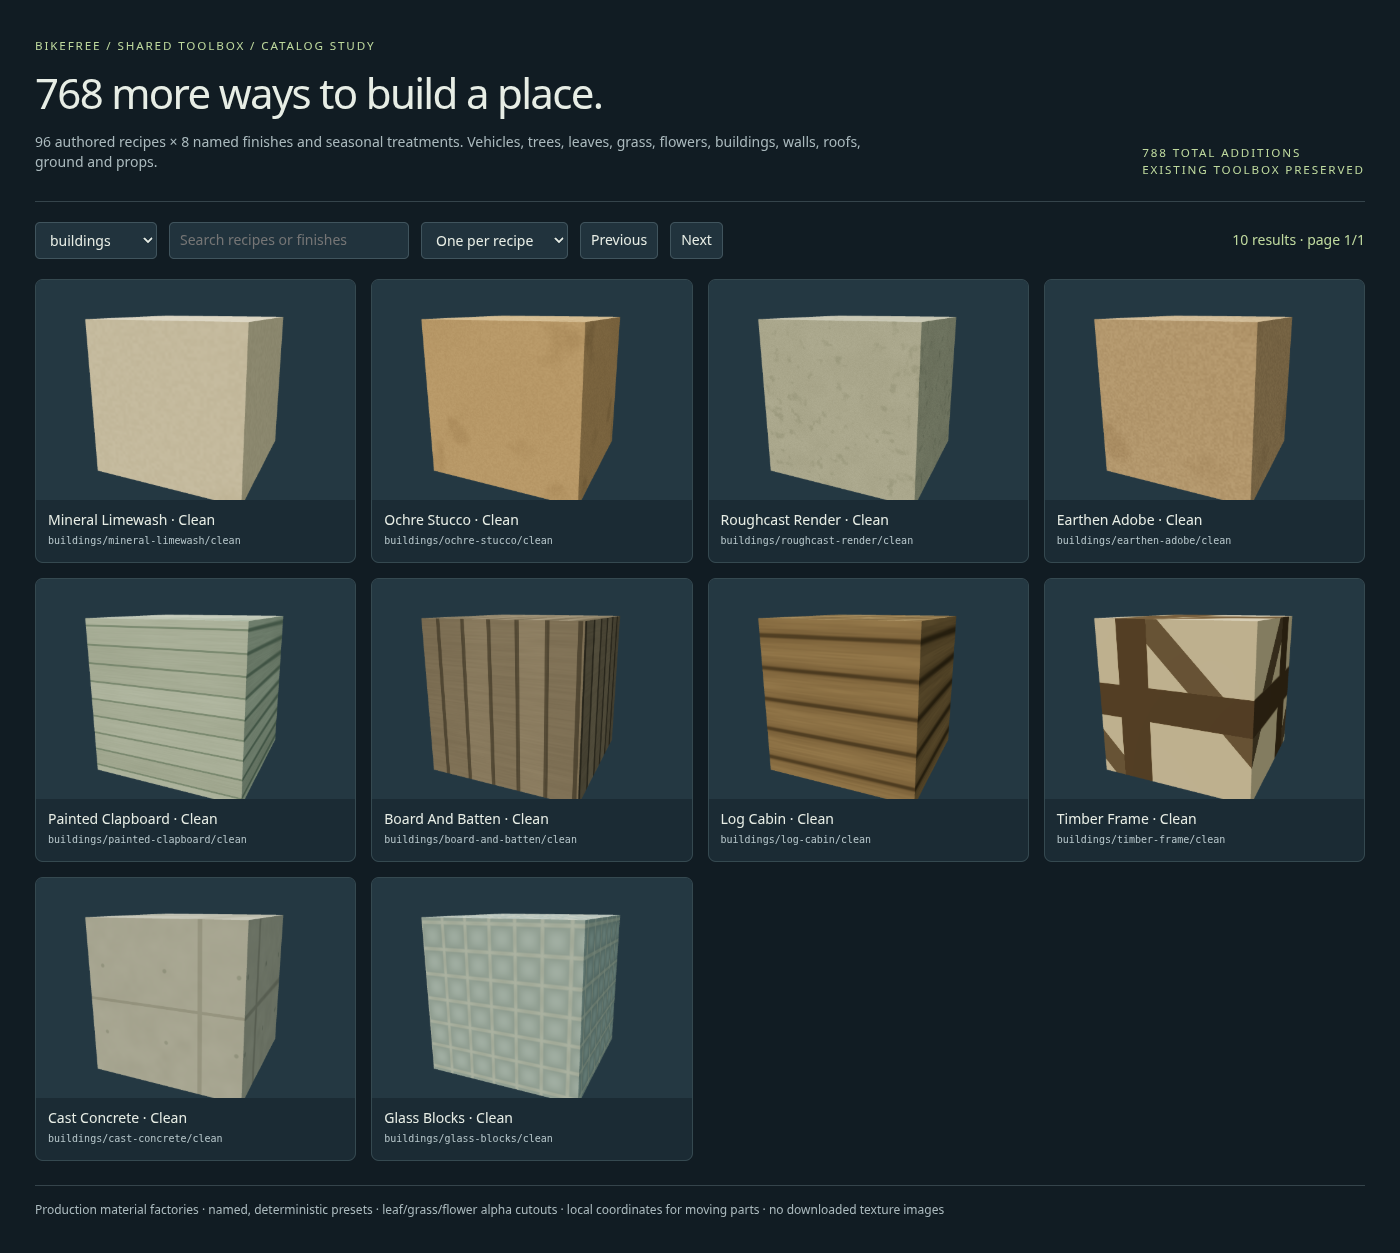 BIKEFREE / SHARED TOOLBOX / CATALOG STUDY
768 more ways to build a place.
96 authored recipes × 8 named finishes and seasonal treatments. Vehicles, trees, leaves, grass, flowers, buildings, walls, roofs,
ground and props.
788 TOTAL ADDITIONS
EXISTING TOOLBOX PRESERVED
buildings
Search recipes or finishes
One per recipe
Previous
Next
10 results · page 1/1
Mineral Limewash · Clean
buildings/mineral-limewash/clean
Ochre Stucco · Clean
buildings/ochre-stucco/clean
Roughcast Render · Clean
buildings/roughcast-render/clean
Earthen Adobe · Clean
buildings/earthen-adobe/clean
Painted Clapboard · Clean
buildings/painted-clapboard/clean
Board And Batten · Clean
buildings/board-and-batten/clean
Log Cabin · Clean
buildings/log-cabin/clean
Timber Frame · Clean
buildings/timber-frame/clean
Cast Concrete · Clean
buildings/cast-concrete/clean
Glass Blocks · Clean
buildings/glass-blocks/clean
Production material factories · named, deterministic presets · leaf/grass/flower alpha cutouts · local coordinates for moving parts · no downloaded texture images